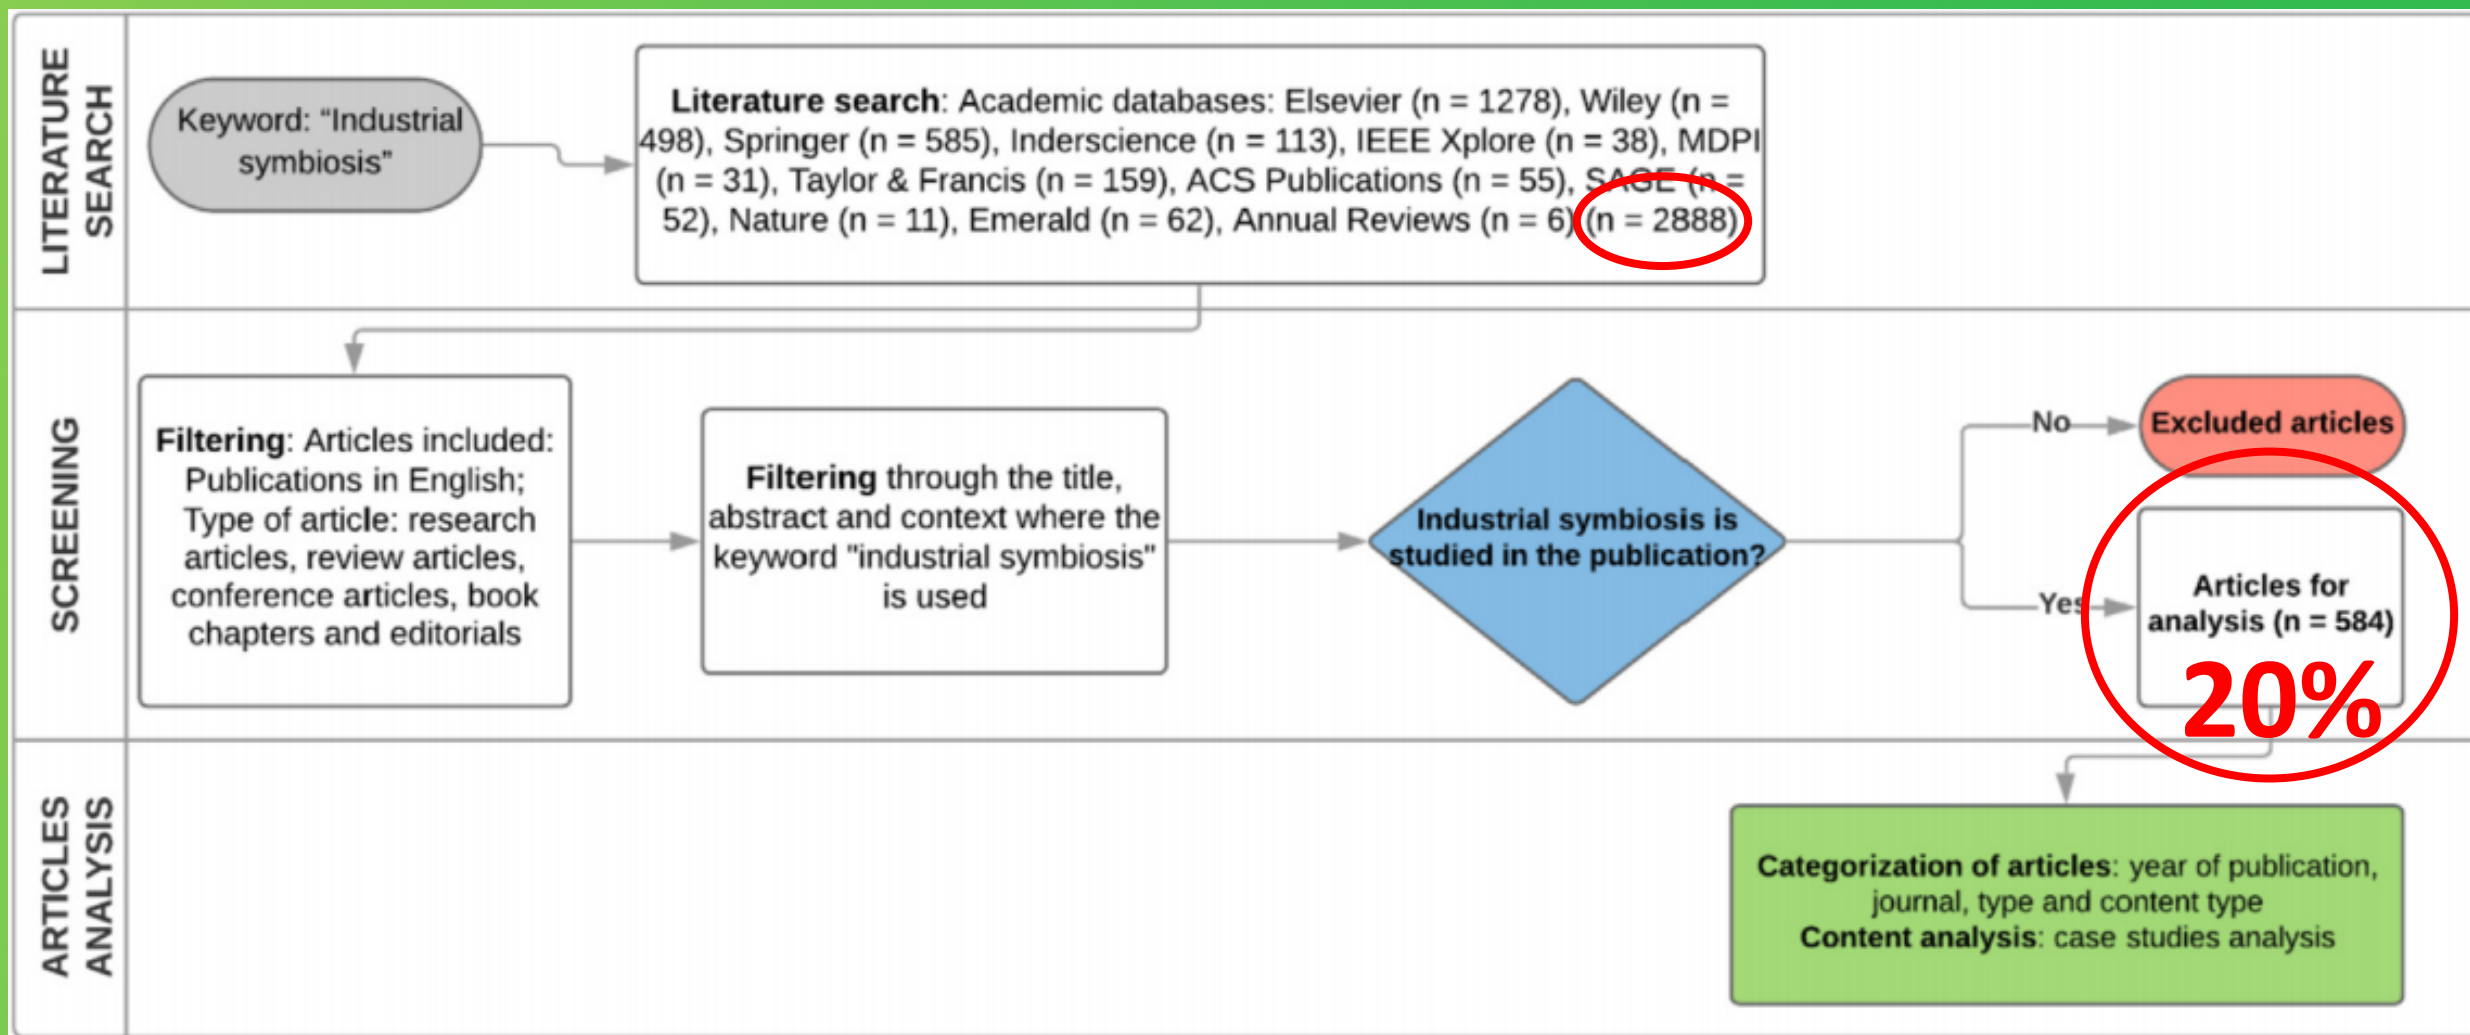 LITERATURE
SEARCH
Keyword: “Industrial
symbiosis”
Literature search: Academic databases: Elsevier (n = 1278), Wiley (n =
498), Springer (n = 585), Inderscience (n = 113), IEEE Xplore (n = 38), MDPI
(n = 31), Taylor & Francis (n = 159), ACS Publications (n = 55), SAGE (n =
52), Nature (n = 11), Emerald (n = 62), Annual Reviews (n = 6) (n = 2888)
SCREENING
Filtering: Articles included:
Publications in English;
Type of article: research
articles, review articles,
conference articles, book
chapters and editorials
Filtering through the title,
abstract and context where the
keyword "industrial symbiosis"
is used
Industrial symbiosis is
studied in the publication?
No
Excluded articles
Yes
Articles for
analysis (n = 584)
20%
ARTICLES
ANALYSIS
Categorization of articles: year of publication,
journal, type and content type
Content analysis: case studies analysis